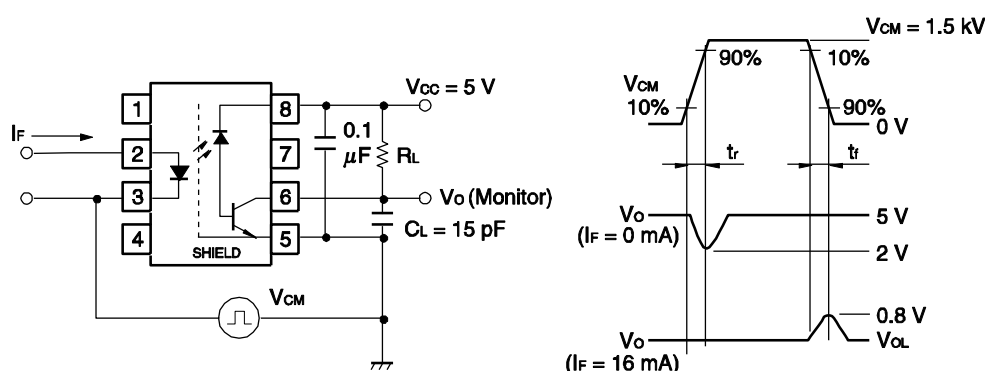 IF
1
2
3
4
8
7
6
5
SHIELD
VCC = 5 V
0.1
μF
RL
VO (Monitor)
CL = 15 pF
VCM
VCM = 1.5 kV
90%
10%
VCM
10%
90%
0 V
tr
tf
VO
(IF = 0 mA)
5 V
2 V
0.8 V
VO
VOL
(IF = 16 mA)